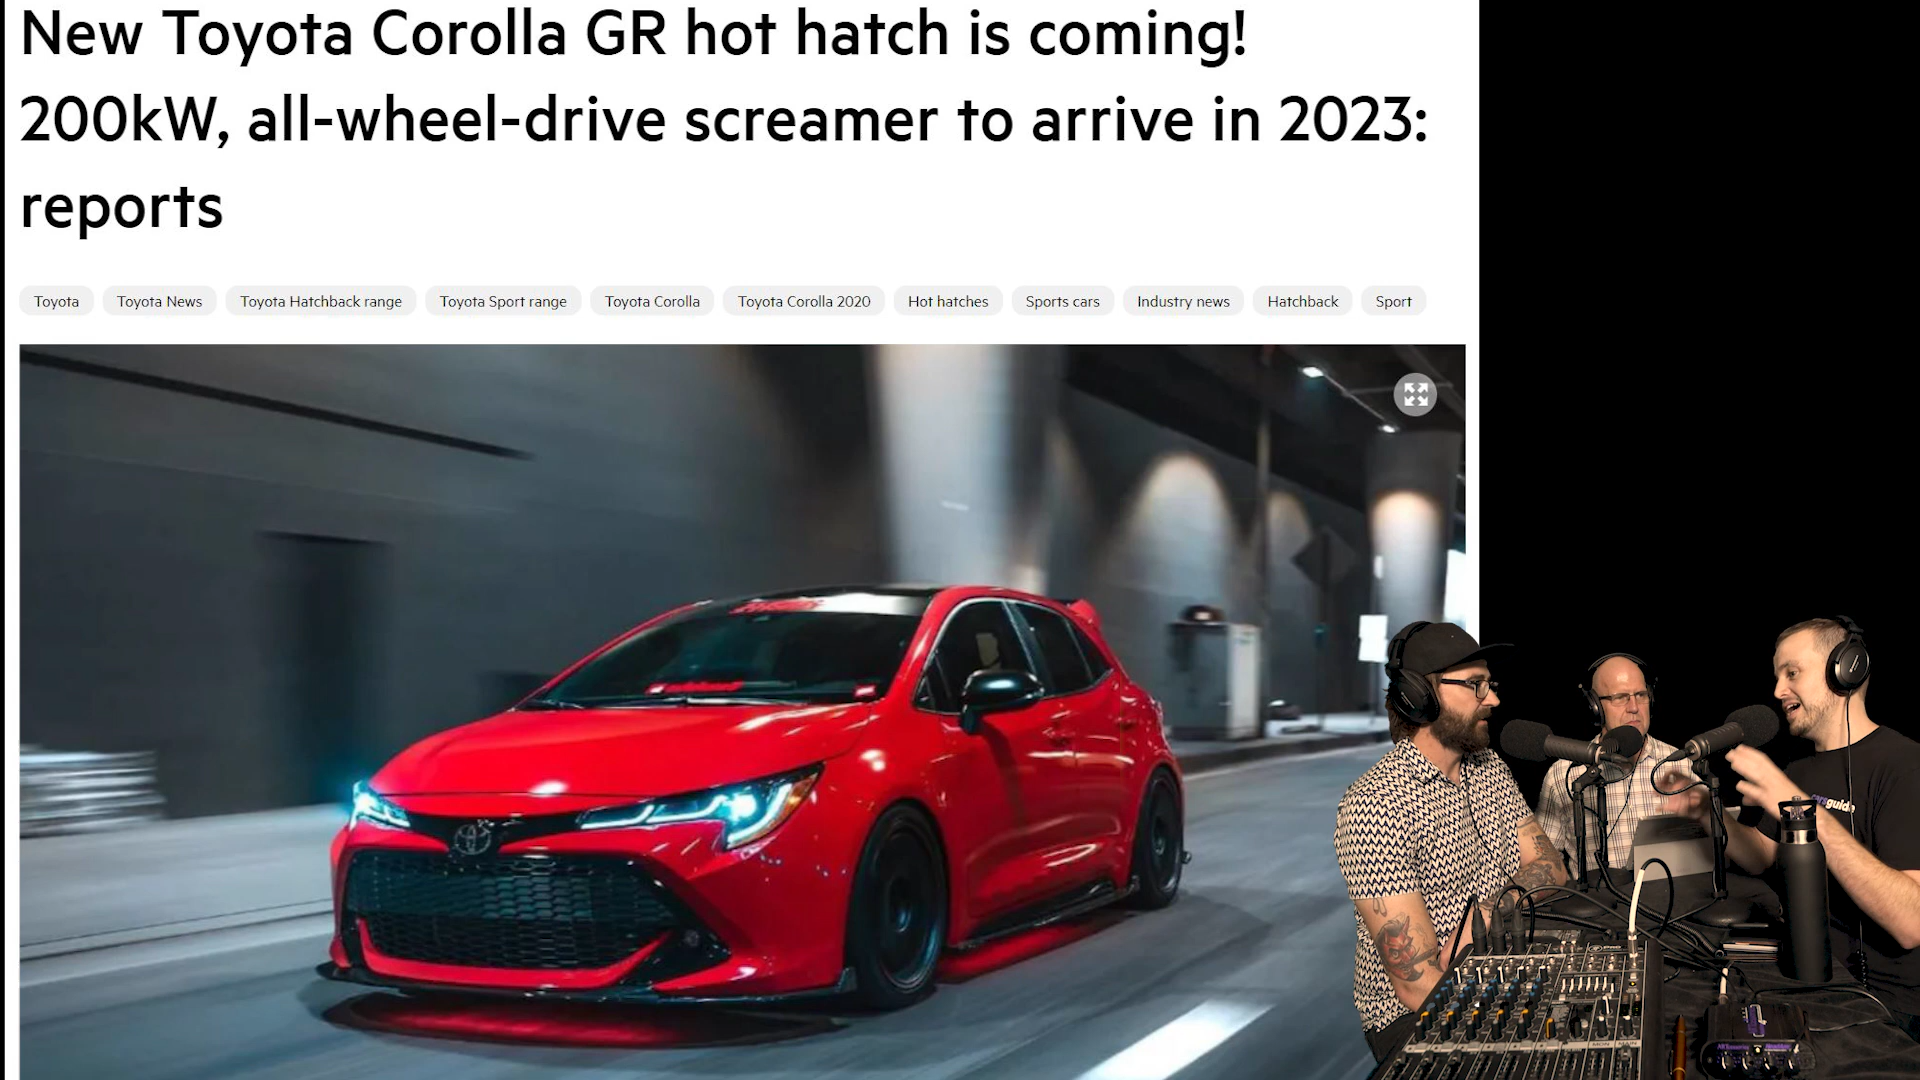 New Toyota Corolla GR hot hatch is coming!
200kW, all-wheel-drive screamer to arrive in 2023:
reports
Toyota Toyota News Toyota Hatchback range Toyota Sport range Toyota Corolla Toyota Corolla 2020 Hot hatches Sports cars Industry news Hatchback Sport